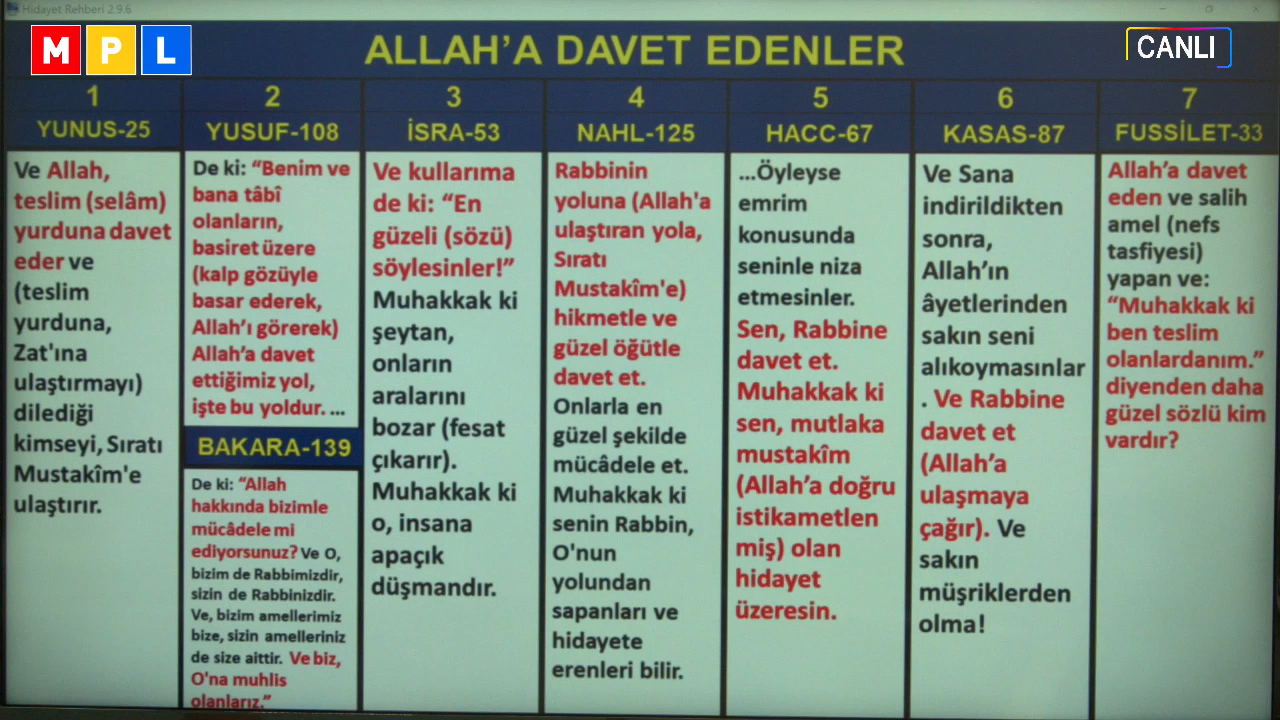 Hidayet Rehberi 2.9.6
MPL
ALLAH'A DAVET EDENLER
CANLI
1
YUNUS-25
Ve Allah,
teslim (selâm)
yurduna davet
eder ve
(teslim
yurduna,
Zat'ına
ulaştırmayı)
dilediği
kimseyi, Sıratı
Mustakîm'e
ulaştırır.
2
YUSUF-108
De ki: “Benim ve
bana tâbî
olanların,
basiret üzere
(kalp gözüyle
basar ederek,
Allah’ı görerek)
Allah’a davet
ettiğimiz yol,
işte bu yoldur. ...
BAKARA-139
De ki: “Allah
hakkında bizimle
mücâdele mi
ediyorsunuz? Ve O,
bizim de Rabbimizdir,
sizin de Rabbinizdir.
Ve, bizim amellerimiz
bize, sizin amelleriniz
de size aittir. Ve biz,
O'na muhlis
olanlarız.”
3
İSRA-53
Ve kullarıma
de ki: “En
güzeli (sözü)
söylesinler!”
Muhakkak ki
şeytan,
onların
aralarını
bozar (fesat
çıkarır).
Muhakkak ki
o, insana
apaçık
düşmandır.
4
NAHL-125
Rabbinin
yoluna (Allah'a
ulaştıran yola,
Sıratı
Mustakîm'e)
hikmetle ve
güzel öğütle
davet et.
Onlarla en
güzel şekilde
mücâdele et.
Muhakkak ki
senin Rabbin,
O'nun
yolundan
sapanları ve
hidayete
erenleri bilir.
5
HACC-67
...Öyleyse
emrim
konusunda
seninle niza
etmesinler.
Sen, Rabbine
davet et.
Muhakkak ki
sen, mutlaka
mustakîm
(Allah’a doğru
istikametlen
miş) olan
hidayet
üzeresin.
6
KASAS-87
Ve Sana
indirildikten
sonra,
Allah’ın
âyetlerinden
sakın seni
alıkoymasınlar
. Ve Rabbine
davet et
(Allah’a
ulaşmaya
çağır). Ve
sakın
müşriklerden
olma!
7
FUSSİLET-33
Allah’a davet
eden ve salih
amel (nefs
tasfiyesi)
yapan ve:
“Muhakkak ki
ben teslim
olanlardanım.”
diyenden daha
güzel sözlü kim
vardır?